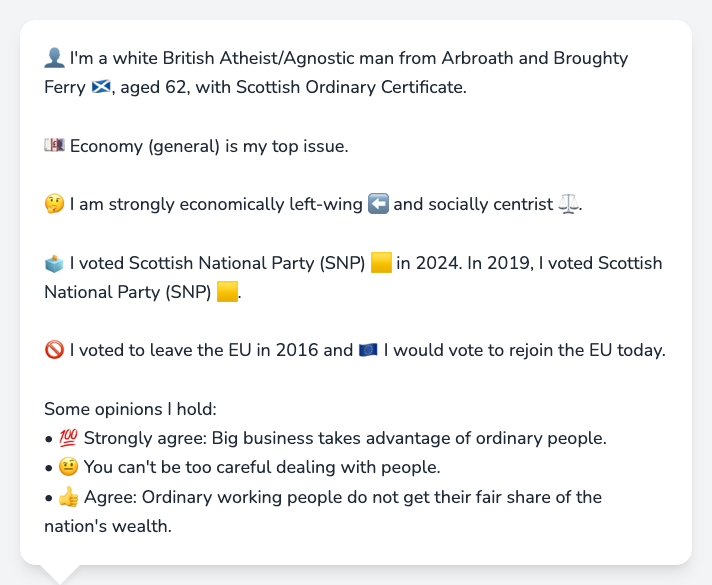 👤 I'm a white British Atheist/Agnostic man from Arbroath and Broughty
Ferry 🏴󠁧󠁢󠁳󠁣󠁴󠁿, aged 62, with Scottish Ordinary Certificate.
💷 Economy (general) is my top issue.
🤔 I am strongly economically left-wing ⬅️ and socially centrist ⚖️.
🗳️ I voted Scottish National Party (SNP) 🟨 in 2024. In 2019, I voted Scottish
National Party (SNP) 🟨.
🚫 I voted to leave the EU in 2016 and 🇪🇺 I would vote to rejoin the EU today.
Some opinions I hold:
• 💯 Strongly agree: Big business takes advantage of ordinary people.
• 🤨 You can't be too careful dealing with people.
• 👍 Agree: Ordinary working people do not get their fair share of the
nation's wealth.